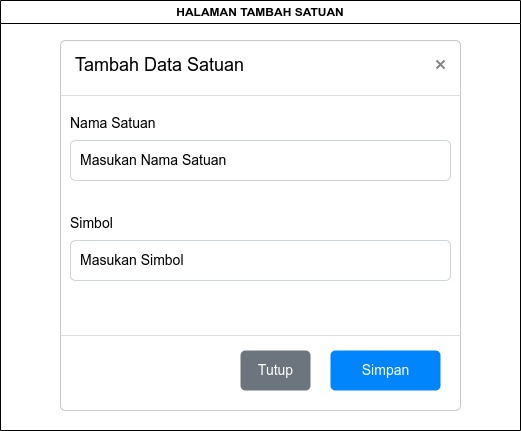 HALAMAN TAMBAH SATUAN
Tambah Data Satuan ×
Nama Satuan
Masukan Nama Satuan
Simbol
Masukan Simbol
Tutup Simpan